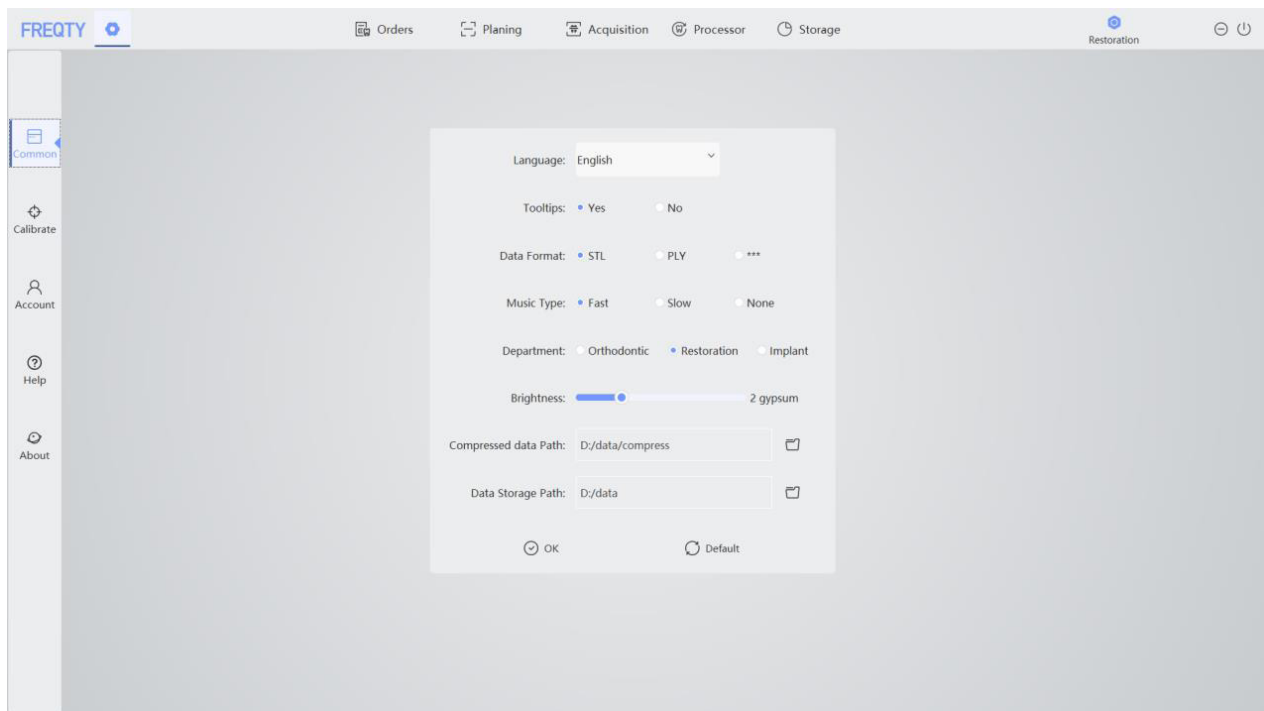 FREQTY
Orders
Planing
Acquisition
Processor
Storage
Restoration
Common
Calibrate
Account
Help
About
Language: English
Tooltips: Yes No
Data Format: STL PLY ***
Music Type: Fast Slow None
Department: Orthodontic Restoration Implant
Brightness: 2 gypsum
Compressed data Path: D:/data/compress
Data Storage Path: D:/data
OK Default